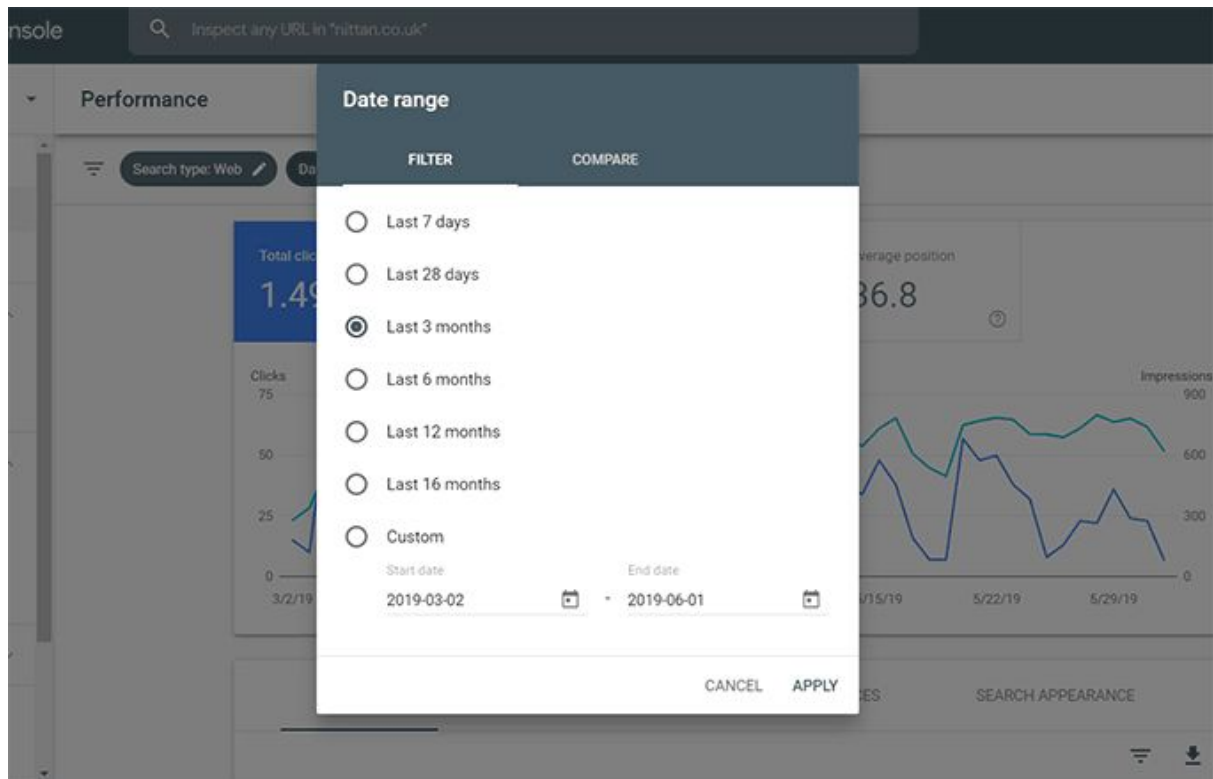 nsole
Inspect any URL in "nittan.co.uk"
Performance
Search type: Web
Da
Date range
FILTER
COMPARE
Last 7 days
Last 28 days
Last 3 months
Last 6 months
Last 12 months
Last 16 months
Custom
Start date
End date
2019-03-02 - 2019-06-01
CANCEL
APPLY
Total clic
1.49
verage position
36.8
Clicks
Impressions
75
900
50
600
25
300
0
0
3/2/19
/15/19
5/22/19
5/29/19
ES
SEARCH APPEARANCE